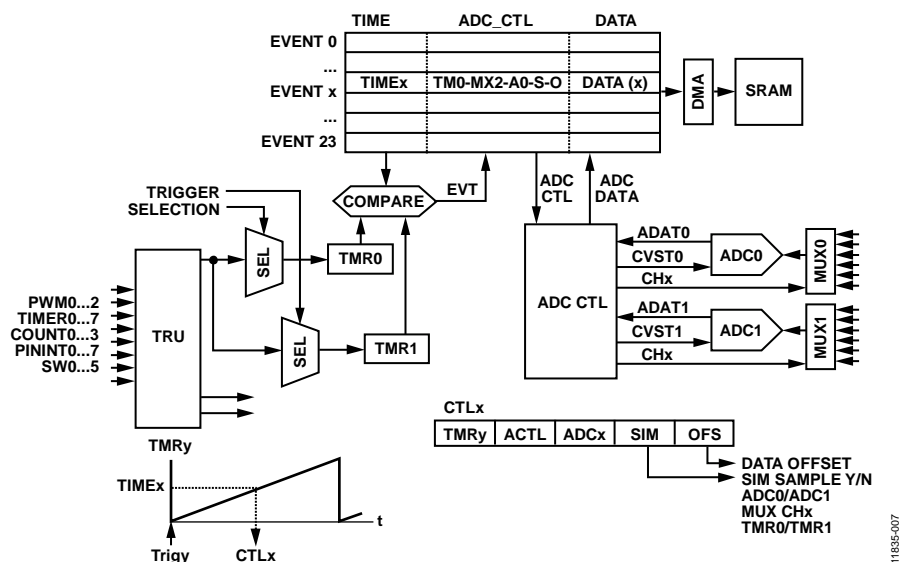 TIME ADC_CTL DATA
EVENT 0
...
EVENT x TIMEx TM0-MX2-A0-S-O DATA (x)
...
EVENT 23
DMA
SRAM
TRIGGER
SELECTION
COMPARE
EVT
ADC
CTL
ADC
DATA
SEL
TMR0
SEL
TMR1
TRU
PWM0...2
TIMER0...7
COUNT0...3
PININT0...7
SW0...5
ADC CTL
ADAT0
CVST0
CHx
ADC0
MUX0
ADAT1
CVST1
CHx
ADC1
MUX1
CTLx
TMRy ACTL ADCx SIM OFS
DATA OFFSET
SIM SAMPLE Y/N
ADC0/ADC1
MUX CHx
TMR0/TMR1
TMRy
TIMEx
t
Trigy
CTLx
11835-007